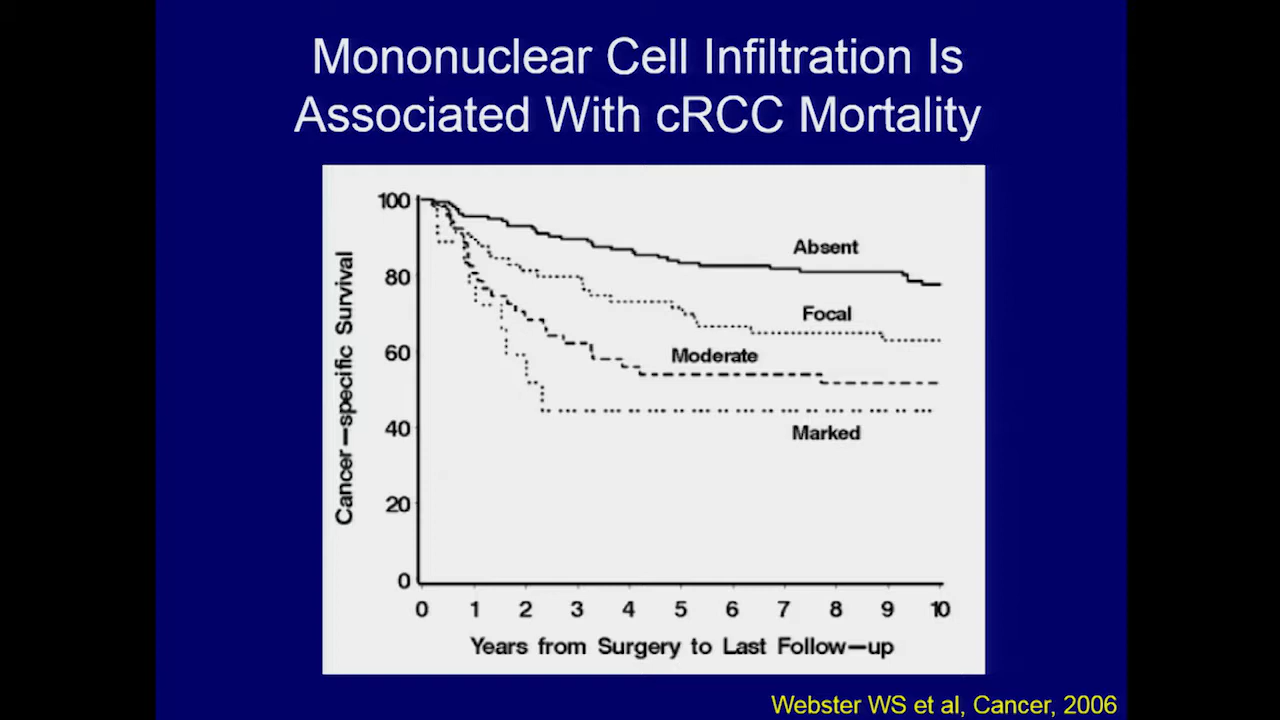 Mononuclear Cell Infiltration Is
Associated With cRCC Mortality
100
80
60
40
20
0
Cancer—specific Survival
Absent
Focal
Moderate
Marked
0 1 2 3 4 5 6 7 8 9 10
Years from Surgery to Last Follow—up
Webster WS et al, Cancer, 2006